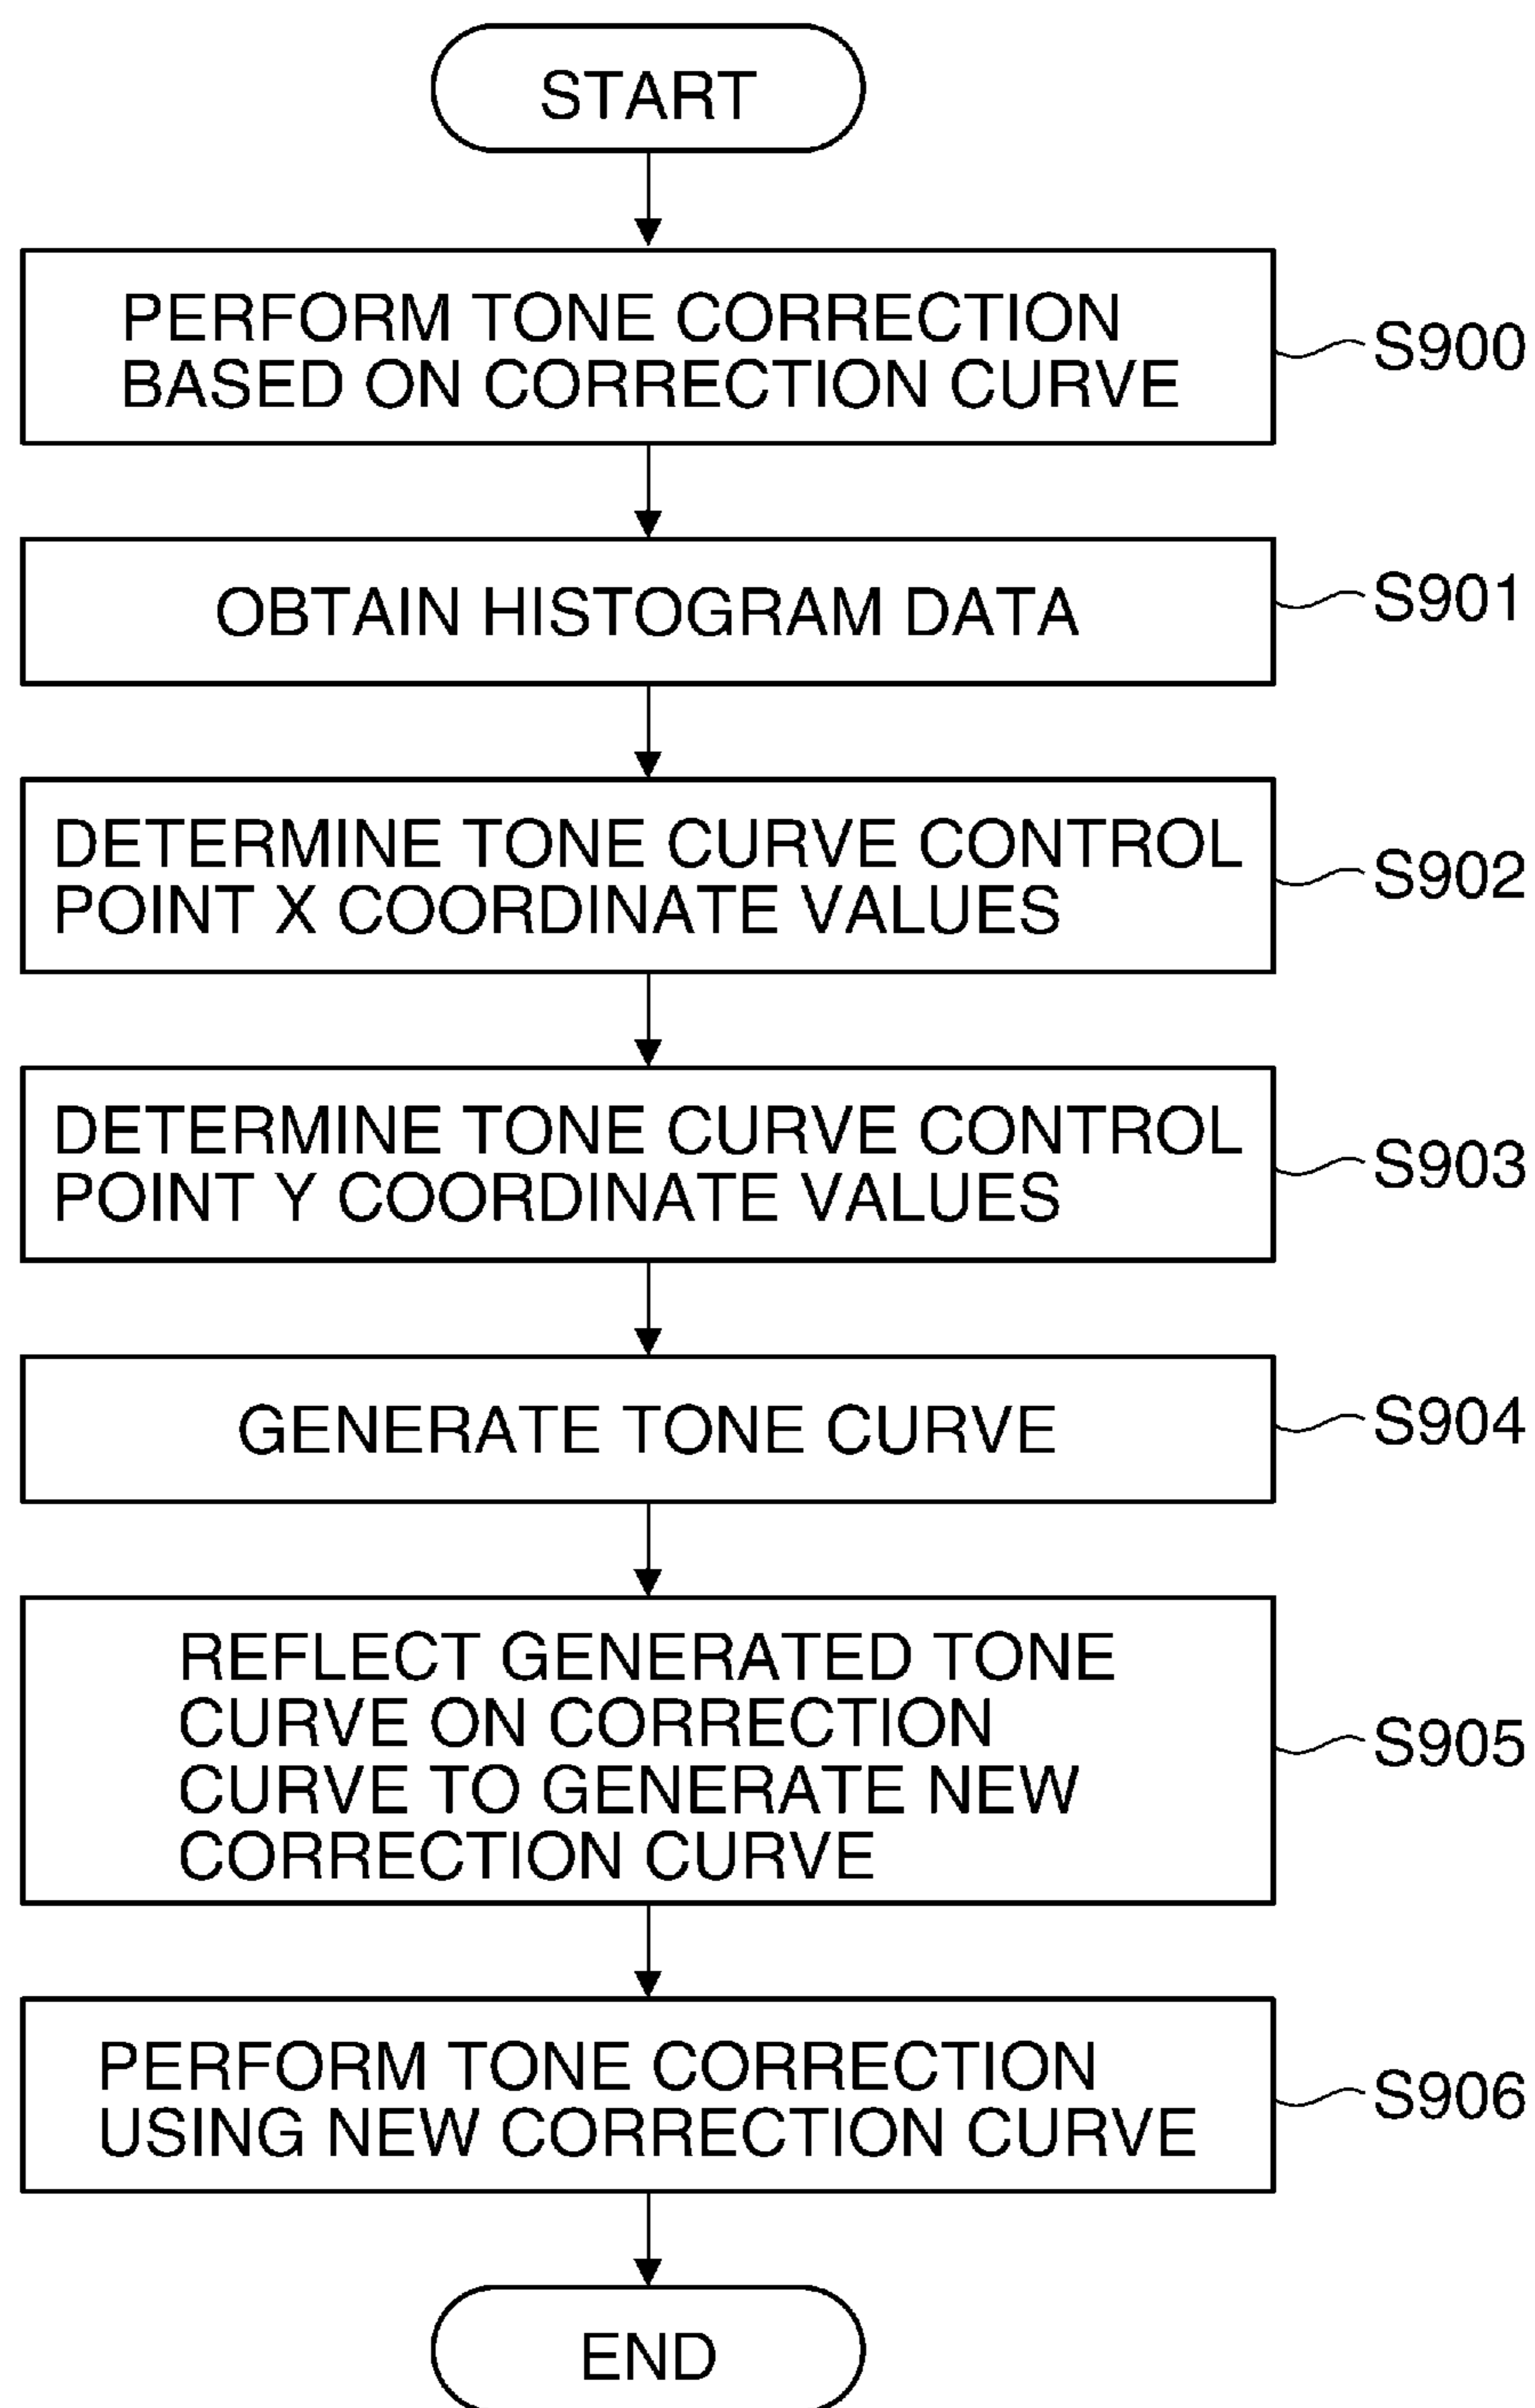 START
PERFORM TONE CORRECTION
BASED ON CORRECTION CURVE
S900
OBTAIN HISTOGRAM DATA
S901
DETERMINE TONE CURVE CONTROL
POINT X COORDINATE VALUES
S902
DETERMINE TONE CURVE CONTROL
POINT Y COORDINATE VALUES
S903
GENERATE TONE CURVE
S904
REFLECT GENERATED TONE
CURVE ON CORRECTION
CURVE TO GENERATE NEW
CORRECTION CURVE
S905
PERFORM TONE CORRECTION
USING NEW CORRECTION CURVE
S906
END